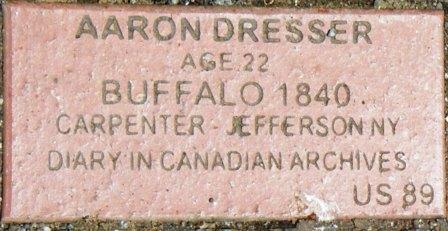 AARON DRESSER
AGE 22
BUFFALO 1840
CARPENTER - JEFFERSON NY
DIARY IN CANADIAN ARCHIVES
US 89